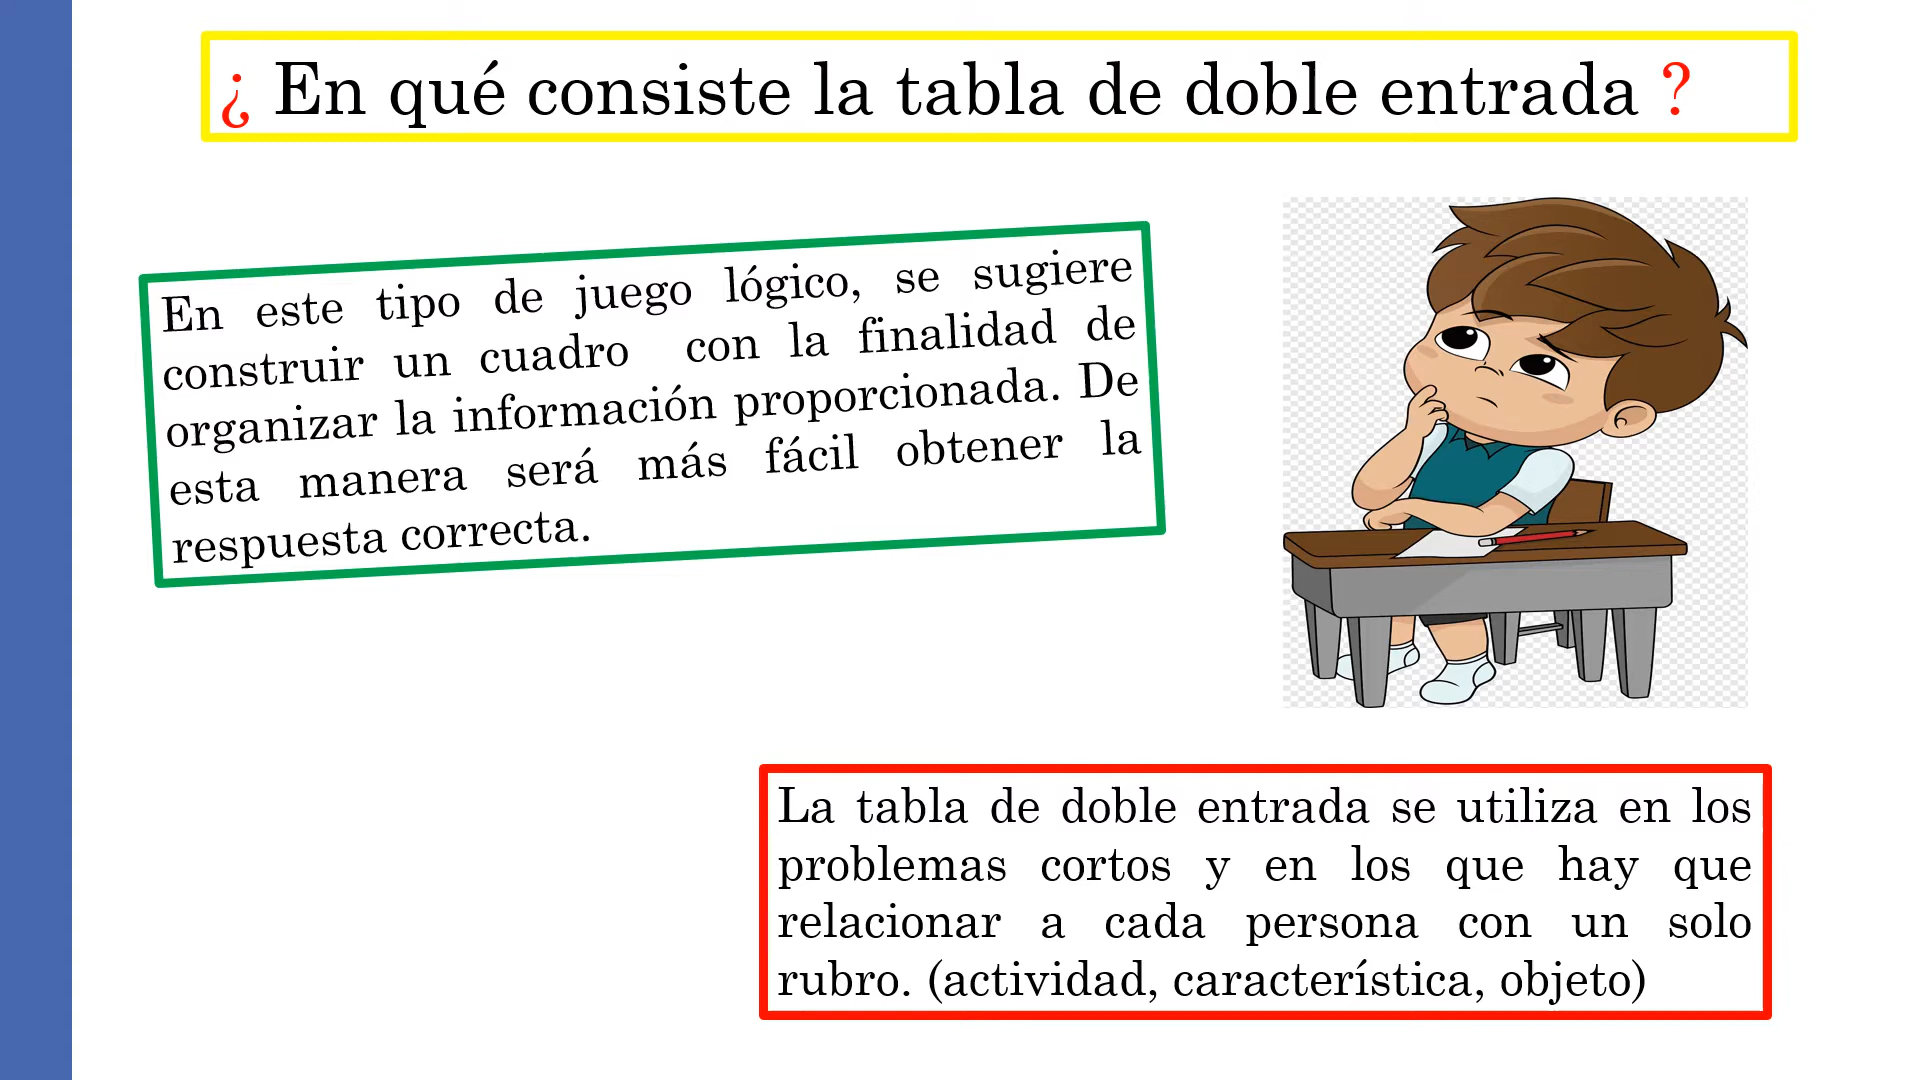 ¿ En qué consiste la tabla de doble entrada ?
En este tipo de juego lógico, se sugiere
construir un cuadro con la finalidad de
organizar la información proporcionada. De
esta manera será más fácil obtener la
respuesta correcta.
La tabla de doble entrada se utiliza en los
problemas cortos y en los que hay que
relacionar a cada persona con un solo
rubro. (actividad, característica, objeto)